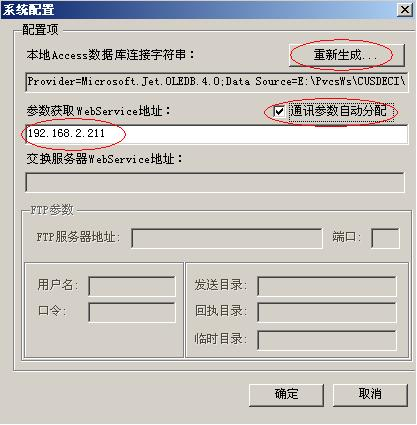 系统配置
配置项
本地Access数据库连接字符串：
重新生成...
Provider=Microsoft.Jet.OLEDB.4.0;Data Source=E:\PvcsWs\CUSDECI\
参数获取WebService地址：
通讯参数自动分配
192.168.2.211
交换服务器WebService地址：
FTP参数
FTP服务器地址：
端口：
用户名：
发送目录：
口令：
回执目录：
临时目录：
确定
取消